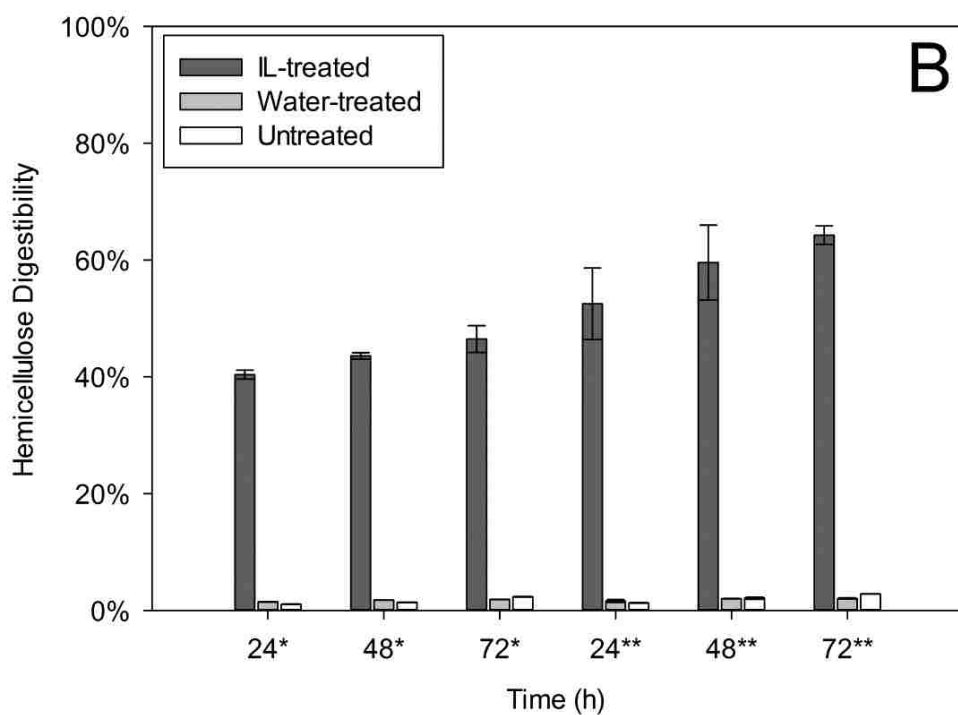 B
IL-treated
Water-treated
Untreated
Hemicellulose Digestibility
100%
80%
60%
40%
20%
0%
24* 48* 72* 24** 48** 72**
Time (h)